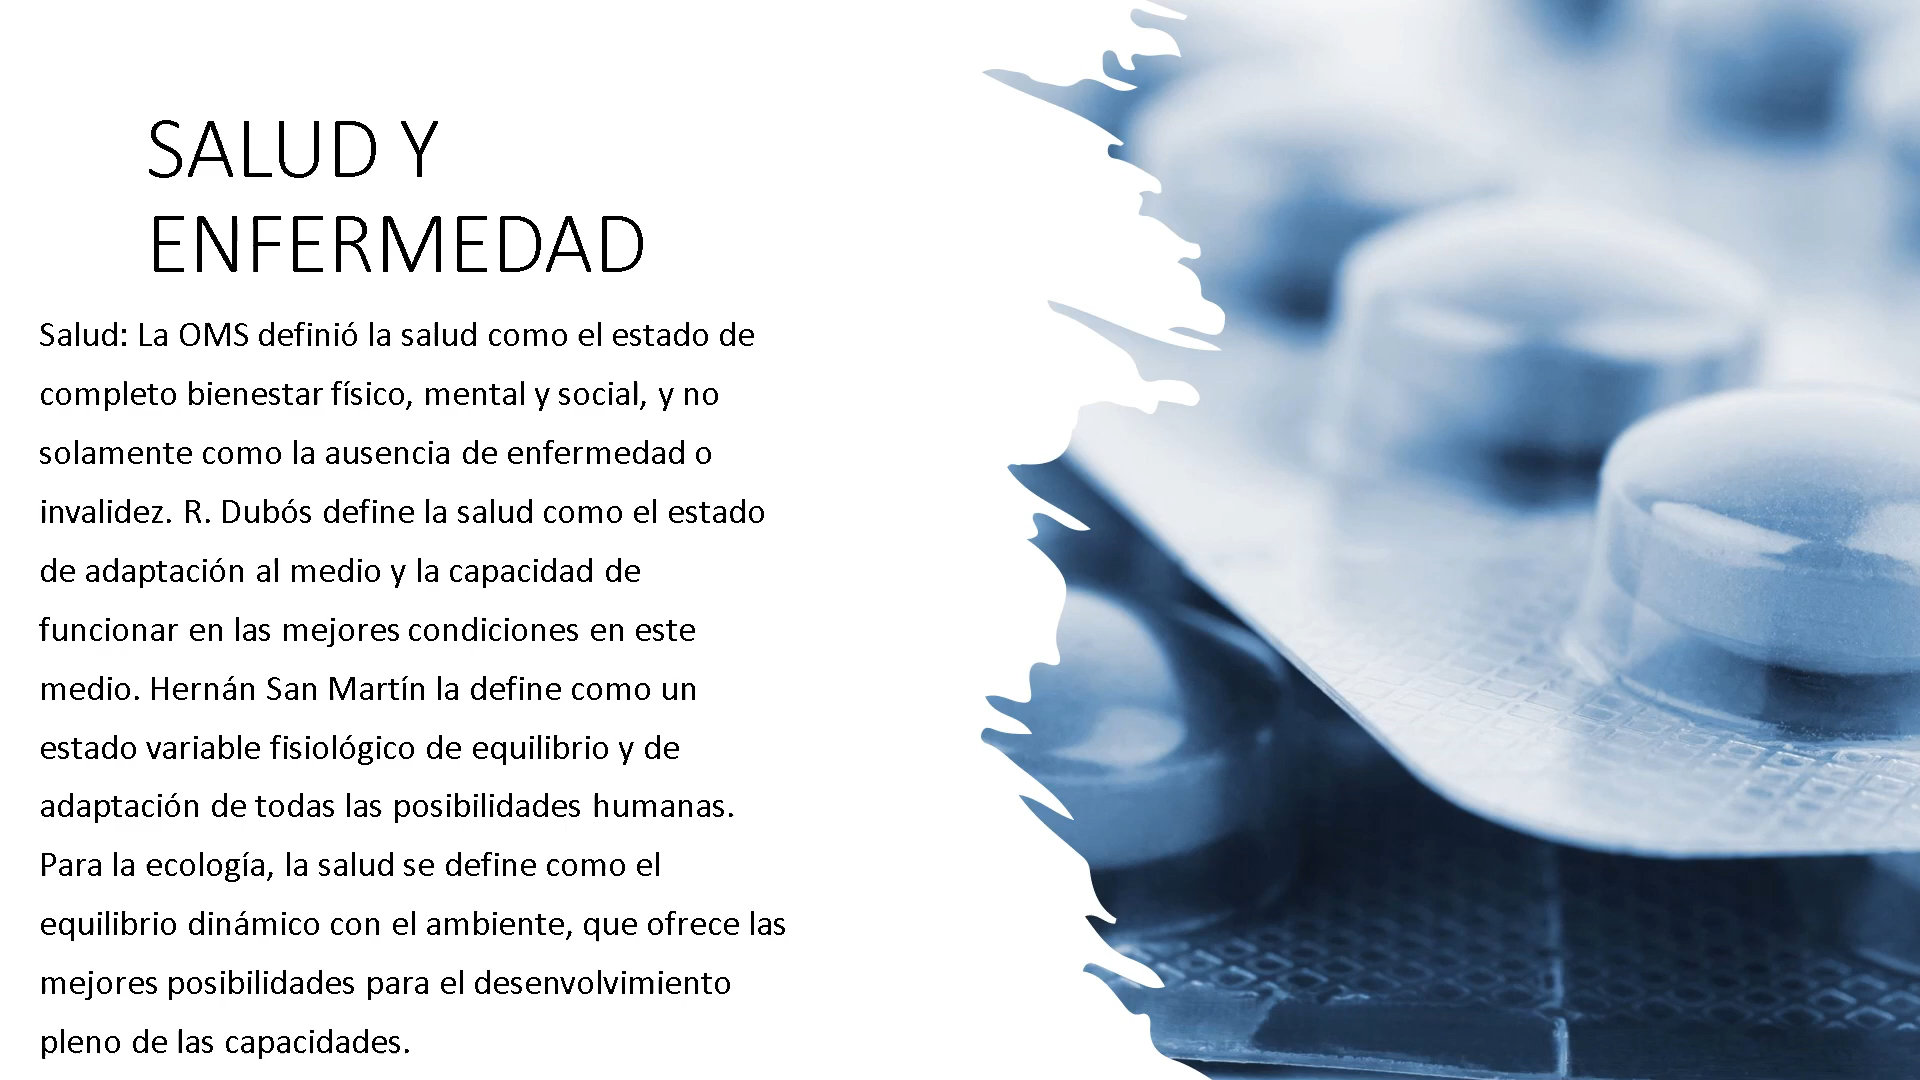 SALUD Y
ENFERMEDAD
Salud: La OMS definió la salud como el estado de
completo bienestar físico, mental y social, y no
solamente como la ausencia de enfermedad o
invalidez. R. Dubós define la salud como el estado
de adaptación al medio y la capacidad de
funcionar en las mejores condiciones en este
medio. Hernán San Martín la define como un
estado variable fisiológico de equilibrio y de
adaptación de todas las posibilidades humanas.
Para la ecología, la salud se define como el
equilibrio dinámico con el ambiente, que ofrece las
mejores posibilidades para el desenvolvimiento
pleno de las capacidades.